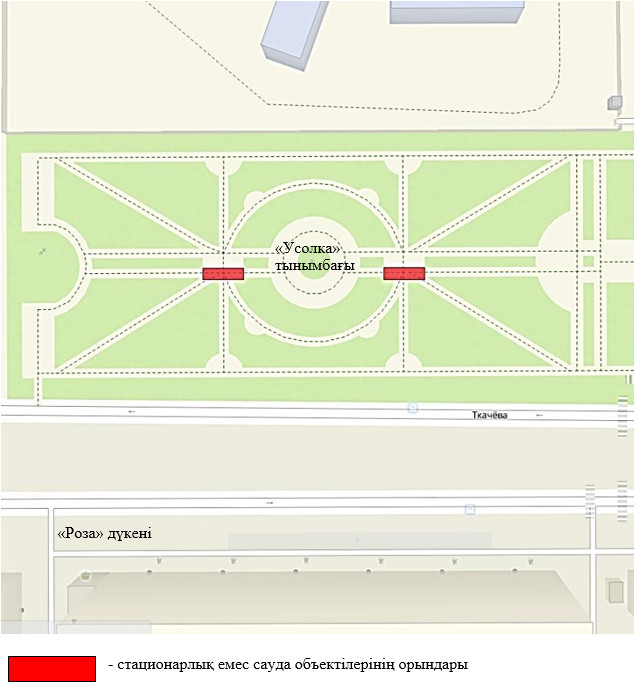 «Усолка»
тынымбағы
Ткачёва
«Роза» дүкені
- стационарлық емес сауда объектілерінің орындары